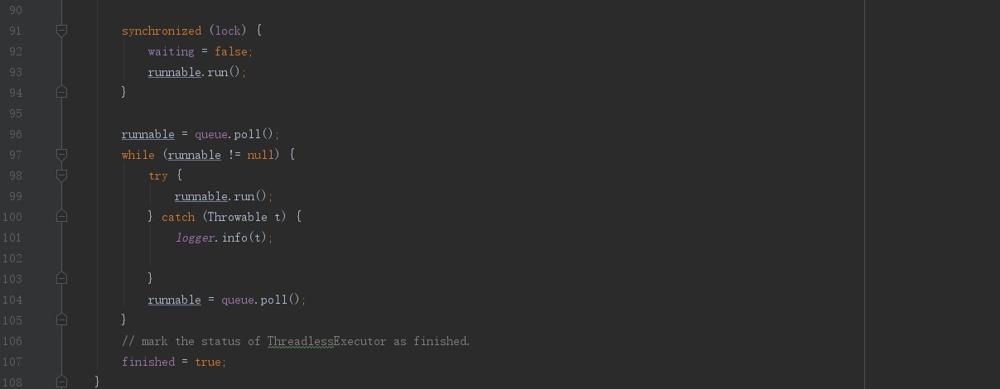 90
91 synchronized (lock) {
92 waiting = false;
93 runnable.run();
94 }
95
96 runnable = queue.poll();
97 while (runnable != null) {
98 try {
99 runnable.run();
100 } catch (Throwable t) {
101 logger.info(t);
102
103 }
104 runnable = queue.poll();
105 }
106 // mark the status of ThreadlessExecutor as finished.
107 finished = true;
108 }